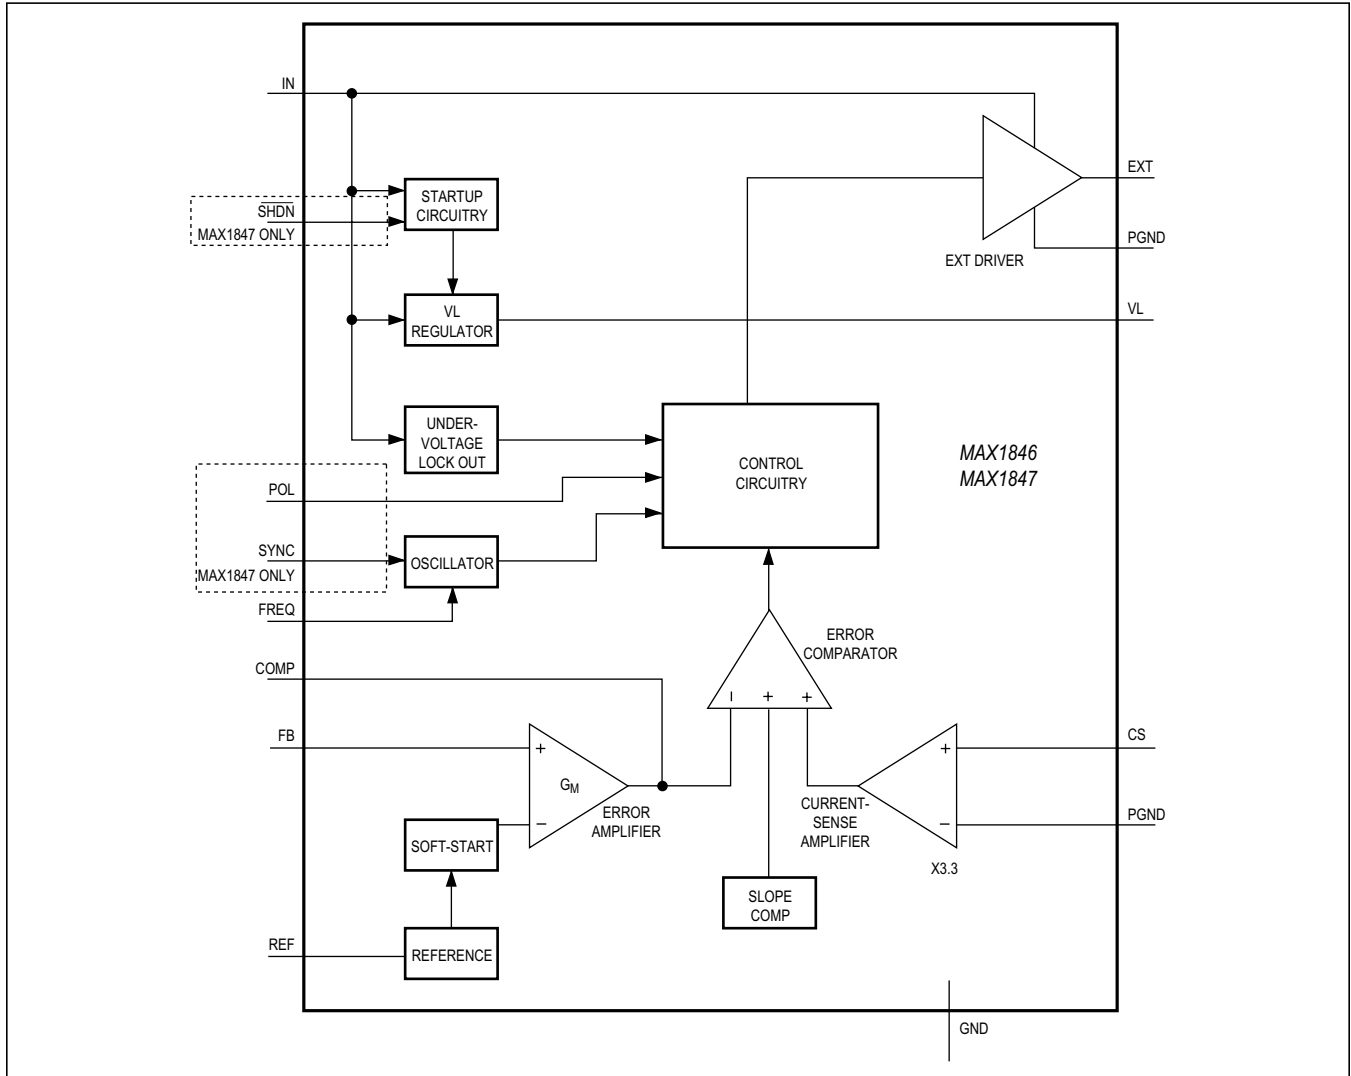 IN
STARTUP
CIRCUITRY
SHDN
MAX1847 ONLY
EXT
PGND
EXT DRIVER
VL
REGULATOR
VL
UNDER-
VOLTAGE
LOCK OUT
CONTROL
CIRCUITRY
MAX1846
MAX1847
POL
SYNC
MAX1847 ONLY
OSCILLATOR
FREQ
ERROR
COMPARATOR
COMP
– + +
FB
+
GM
–
ERROR
AMPLIFIER
CURRENT-
SENSE
AMPLIFIER
+
–
X3.3
CS
PGND
SOFT-START
SLOPE
COMP
REF
REFERENCE
GND